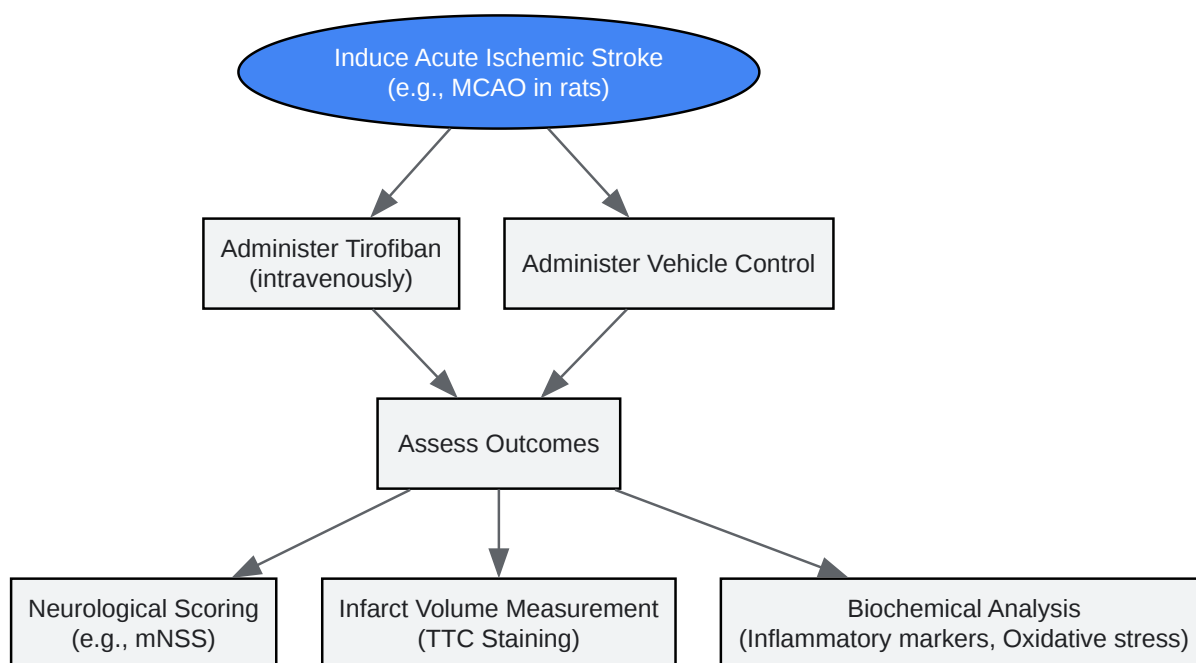 Induce Acute Ischemic Stroke
(e.g., MCAO in rats)
Administer Tirofiban
(intravenously)
Administer Vehicle Control
Assess Outcomes
Neurological Scoring
(e.g., mNSS)
Infarct Volume Measurement
(TTC Staining)
Biochemical Analysis
(Inflammatory markers, Oxidative stress)